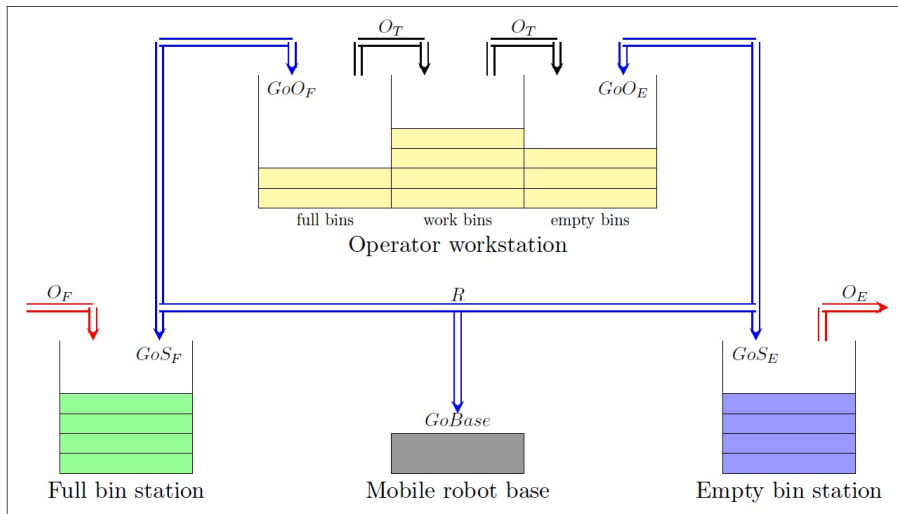 O_T O_T
GoO_F GoO_E
full bins work bins empty bins
Operator workstation
O_F R O_E
GoS_F GoS_E
GoBase
Full bin station Mobile robot base Empty bin station